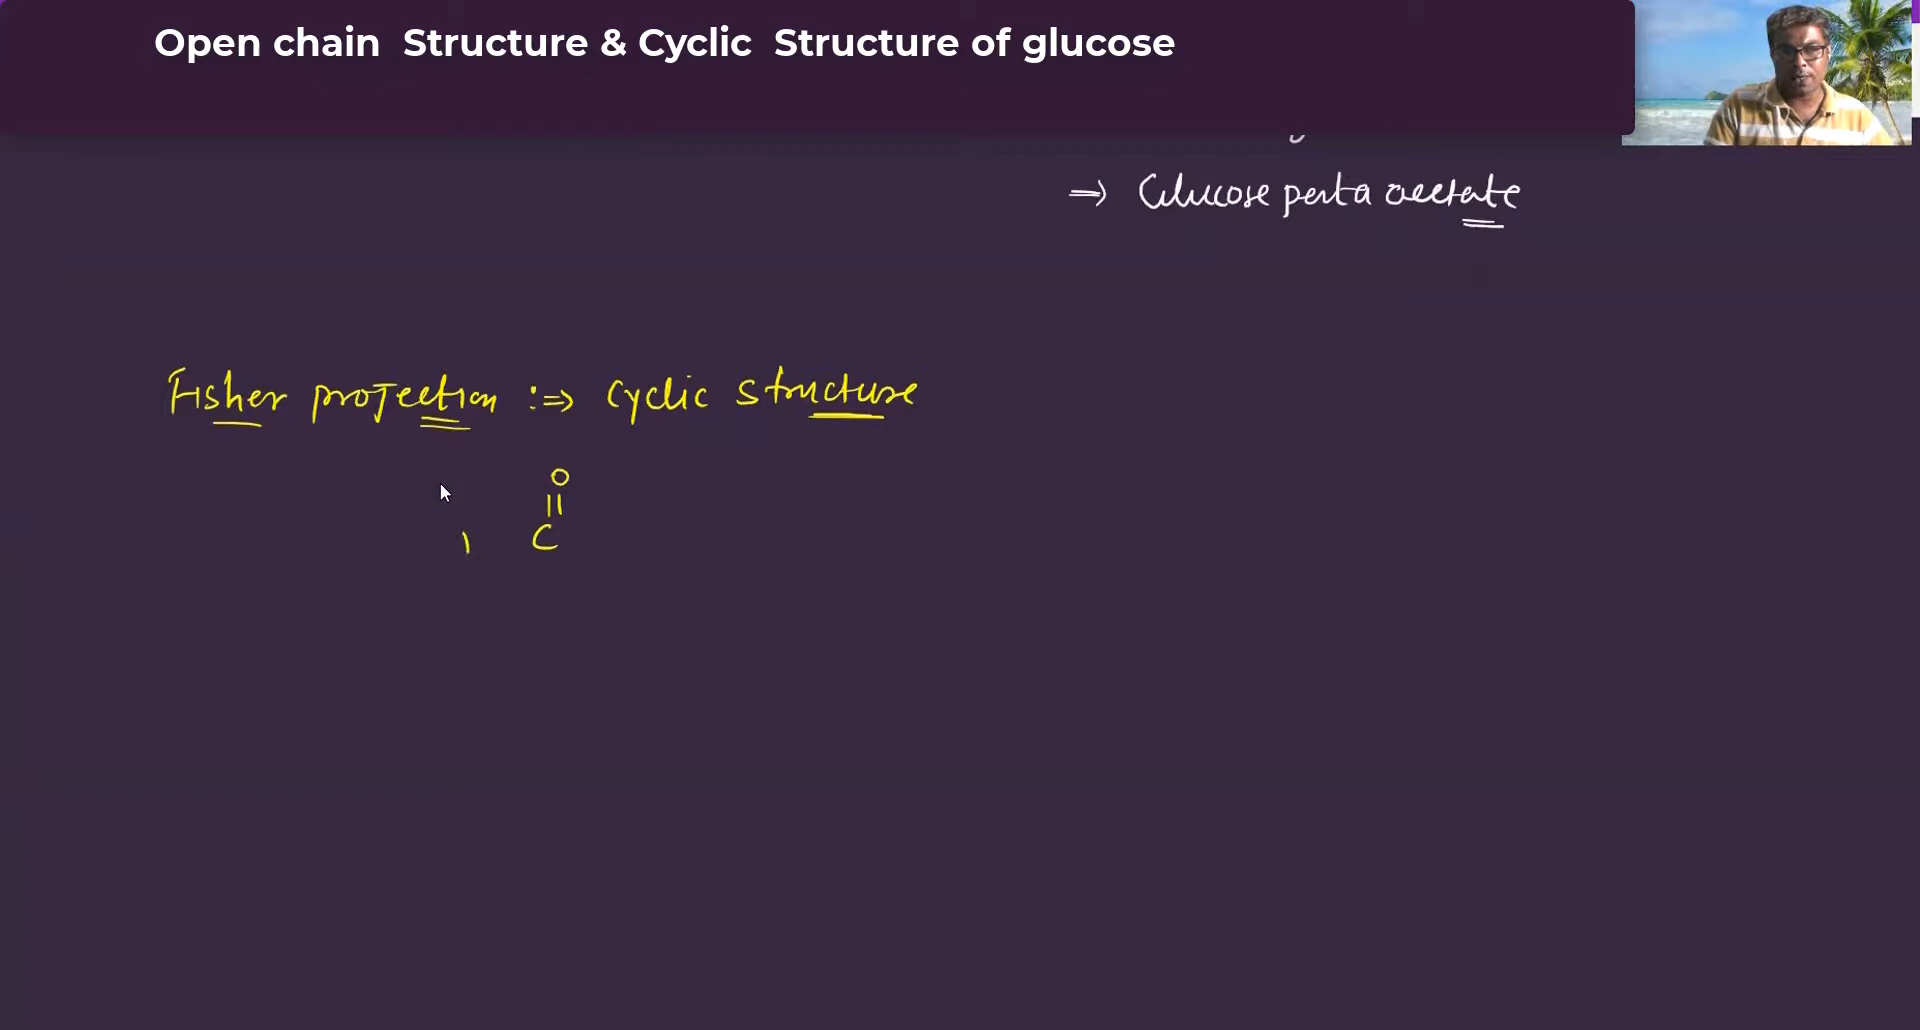 Open chain Structure & Cyclic Structure of glucose
⇒ Glucose penta acetate
Fisher projection :⇒ cyclic structure
O
||
C